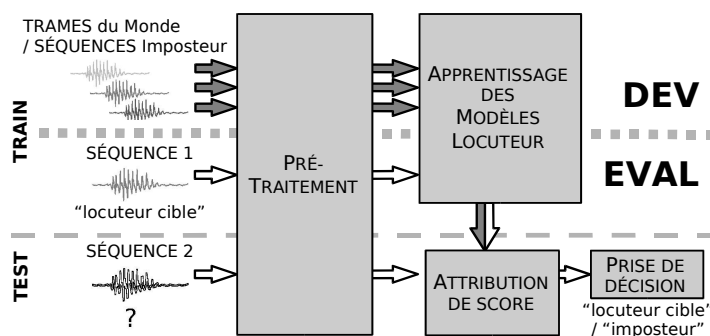 TRAMES du Monde
/ SÉQUENCES Imposteur
TRAIN
SÉQUENCE 1
“locuteur cible”
TEST
SÉQUENCE 2
?
PRÉ-
TRAITEMENT
APPRENTISSAGE
DES
MODÈLES
LOCUTEUR
DEV
EVAL
ATTRIBUTION
DE SCORE
PRISE DE
DÉCISION
“locuteur cible”
/ “imposteur”